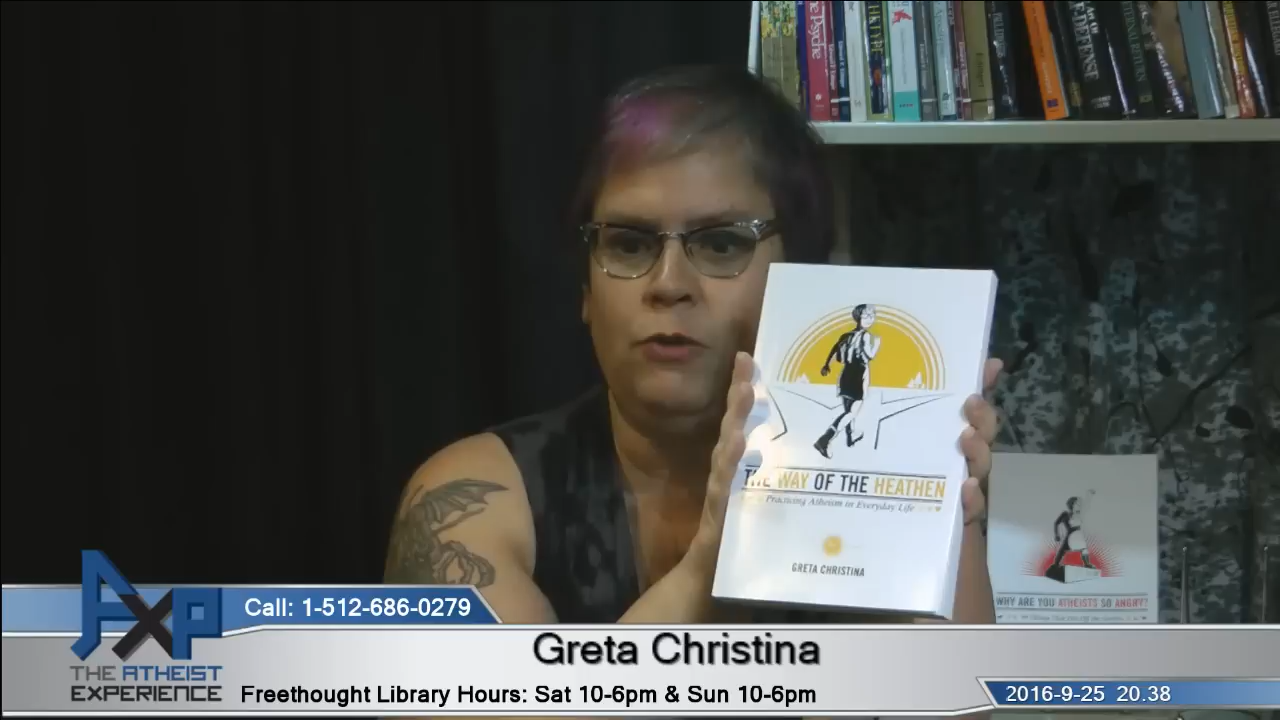 Psyche
DEFENSE
THE WAY OF THE HEATHEN
Practicing Atheism in Everyday Life
GRETA CHRISTINA
WHY ARE YOU ATHEISTS SO ANGRY?
AXP
THE ATHEIST
EXPERIENCE
Call: 1-512-686-0279
Greta Christina
Freethought Library Hours: Sat 10-6pm & Sun 10-6pm
2016-9-25 20.38